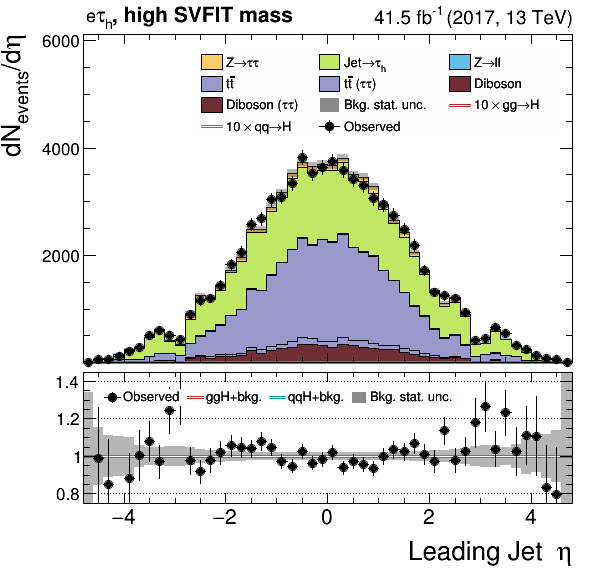 eτh, high SVFIT mass 41.5 fb⁻¹ (2017, 13 TeV)
dNevents/dη
6000
4000
2000
Z→ττ Jet→τh Z→ll
tt̄ tt̄ (ττ) Diboson
Diboson (ττ) Bkg. stat. unc. 10 × gg→H
10 × qq→H Observed
1.4
1.2
1
0.8
Observed ggH+bkg. qqH+bkg. Bkg. stat. unc.
−4 −2 0 2 4
Leading Jet η